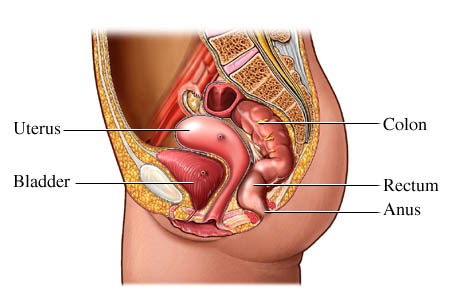 Uterus
Colon
Bladder
Rectum
Anus